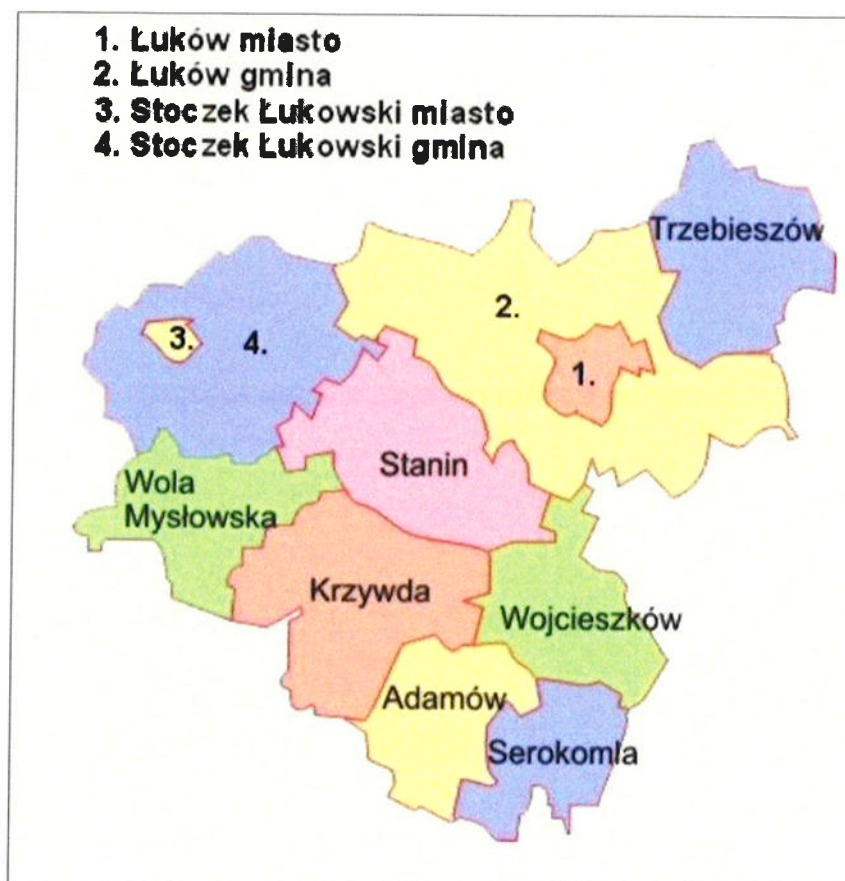 1. Łuków miasto
2. Łuków gmina
3. Stoczek Łukowski miasto
4. Stoczek Łukowski gmina
Trzebieszów
2.
3.
4.
1.
Stanin
Wola
Mysłowska
Krzywda
Wojcieszków
Adamów
Serokomla